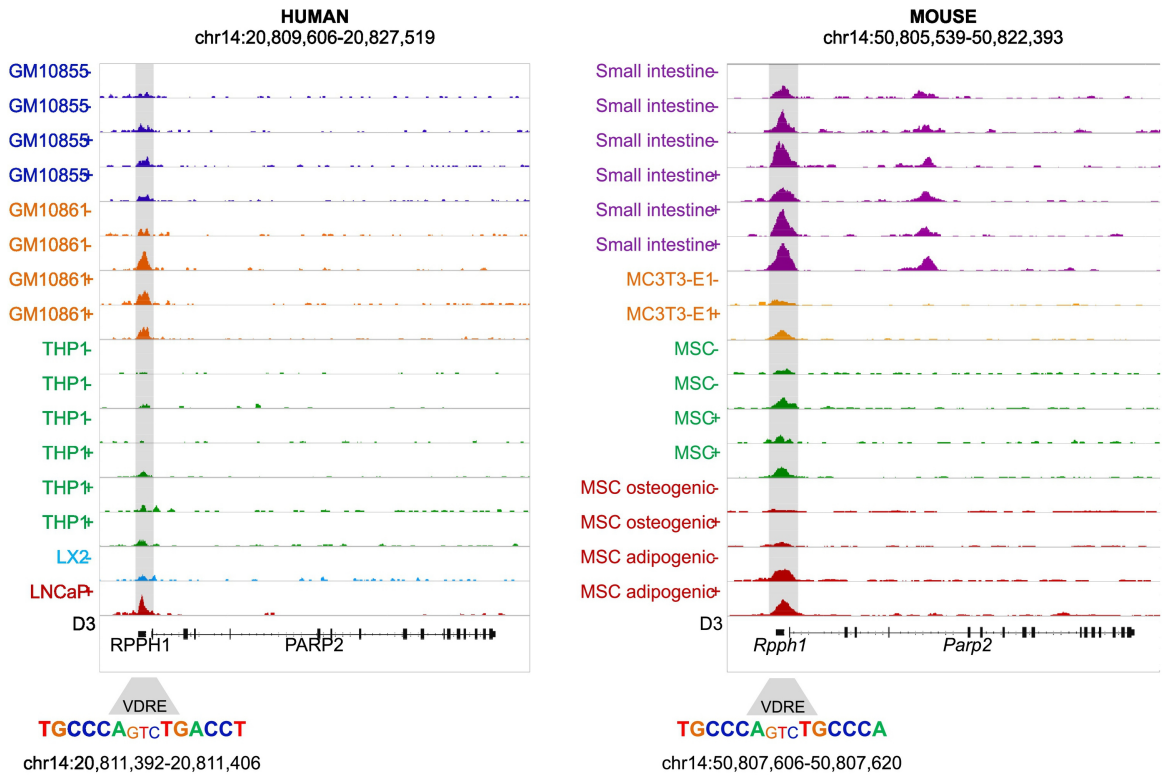 HUMAN
chr14:20,809,606-20,827,519
GM10855-
GM10855-
GM10855+
GM10855+
GM10861-
GM10861-
GM10861+
GM10861+
THP1-
THP1-
THP1-
THP1+
THP1+
THP1+
LX2-
LNCaP+
D3
RPPH1
PARP2
VDRE
TGCCCAGTCTGACCT
chr14:20,811,392-20,811,406
MOUSE
chr14:50,805,539-50,822,393
Small intestine-
Small intestine-
Small intestine-
Small intestine+
Small intestine+
Small intestine+
MC3T3-E1-
MC3T3-E1+
MSC-
MSC-
MSC+
MSC+
MSC osteogenic-
MSC osteogenic+
MSC adipogenic-
MSC adipogenic+
D3
Rpph1
Parp2
VDRE
TGCCCAGTCTGCCCA
chr14:50,807,606-50,807,620